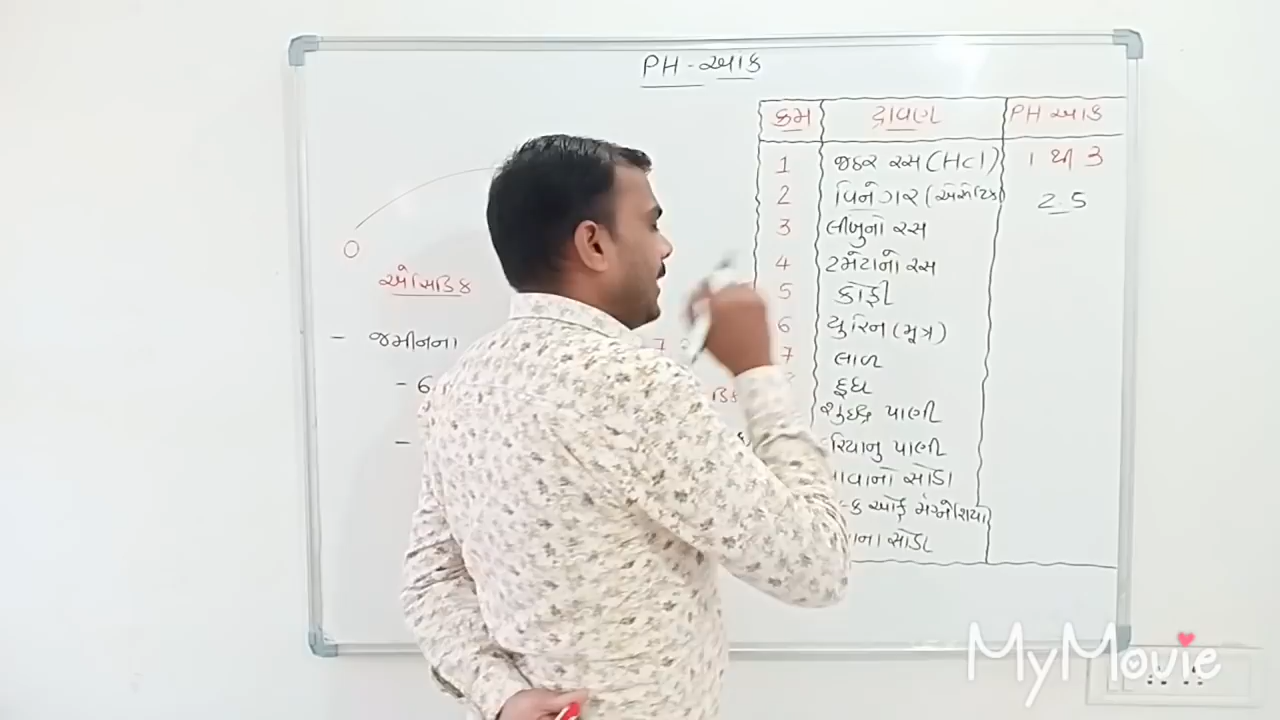 PH - આંક
ક્રમ દ્રાવણ PH આંક
1 જઠર રસ (HCl) 1 થી 3
2 વિનેગર (એસેટિક) 2.5
3 લીંબુનો રસ
4 ટમેટાનો રસ
5 કોફી
6 યુરિન (મૂત્ર)
7 લાળ
દૂધ
શુદ્ધ પાણી
રિયાનુ પાણી
સોડા
ઓફ મેગ્નેશિયા
સોડા
0
એસિડિક
- જમીનના 7
- 6
-
MyMovie